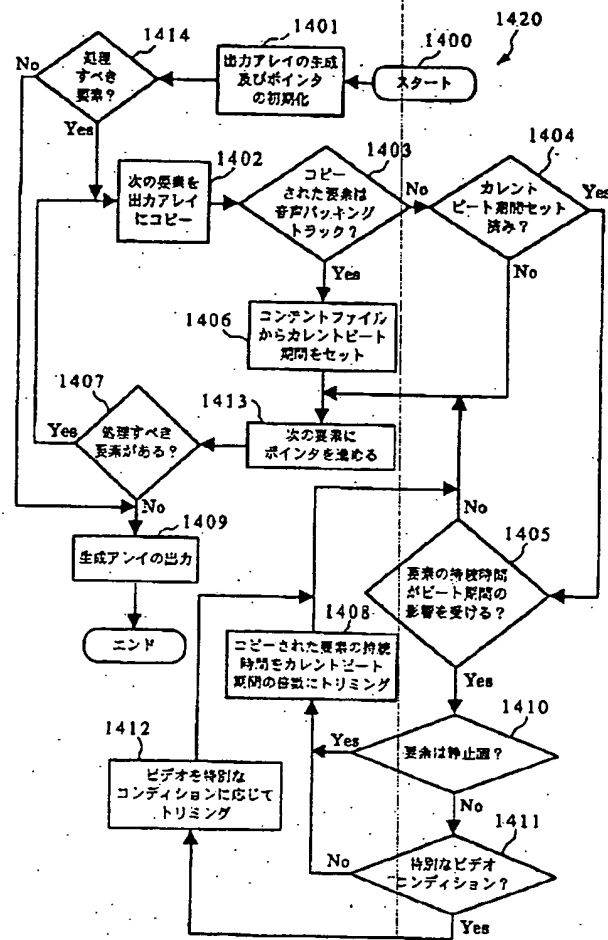 1420
1400
スタート
1401
出力アレイの生成
及びポインタ
の初期化
1414
処理
すべき
要素?
No
Yes
1402
次の要素を
出力アレイ
にコピー
1403
コピー
された要素は
音声バッキング
トラック?
No
Yes
1404
カレント
ビート期間セット
済み?
Yes
No
1406
コンテントファイル
からカレントビート
期間をセット
1413
次の要素に
ポインタを進める
1407
処理すべき
要素がある?
Yes
No
1409
生成アンイの出力
エンド
1405
要素の持続時間
がビート期間の
影響を受ける?
No
Yes
1408
コピーされた要素の持続
時間をカレントビート
期間の倍数にトリミング
1410
要素は静止画?
Yes
No
1411
特別なビデオ
コンディション?
No
Yes
1412
ビデオを特別な
コンディションに応じて
トリミング